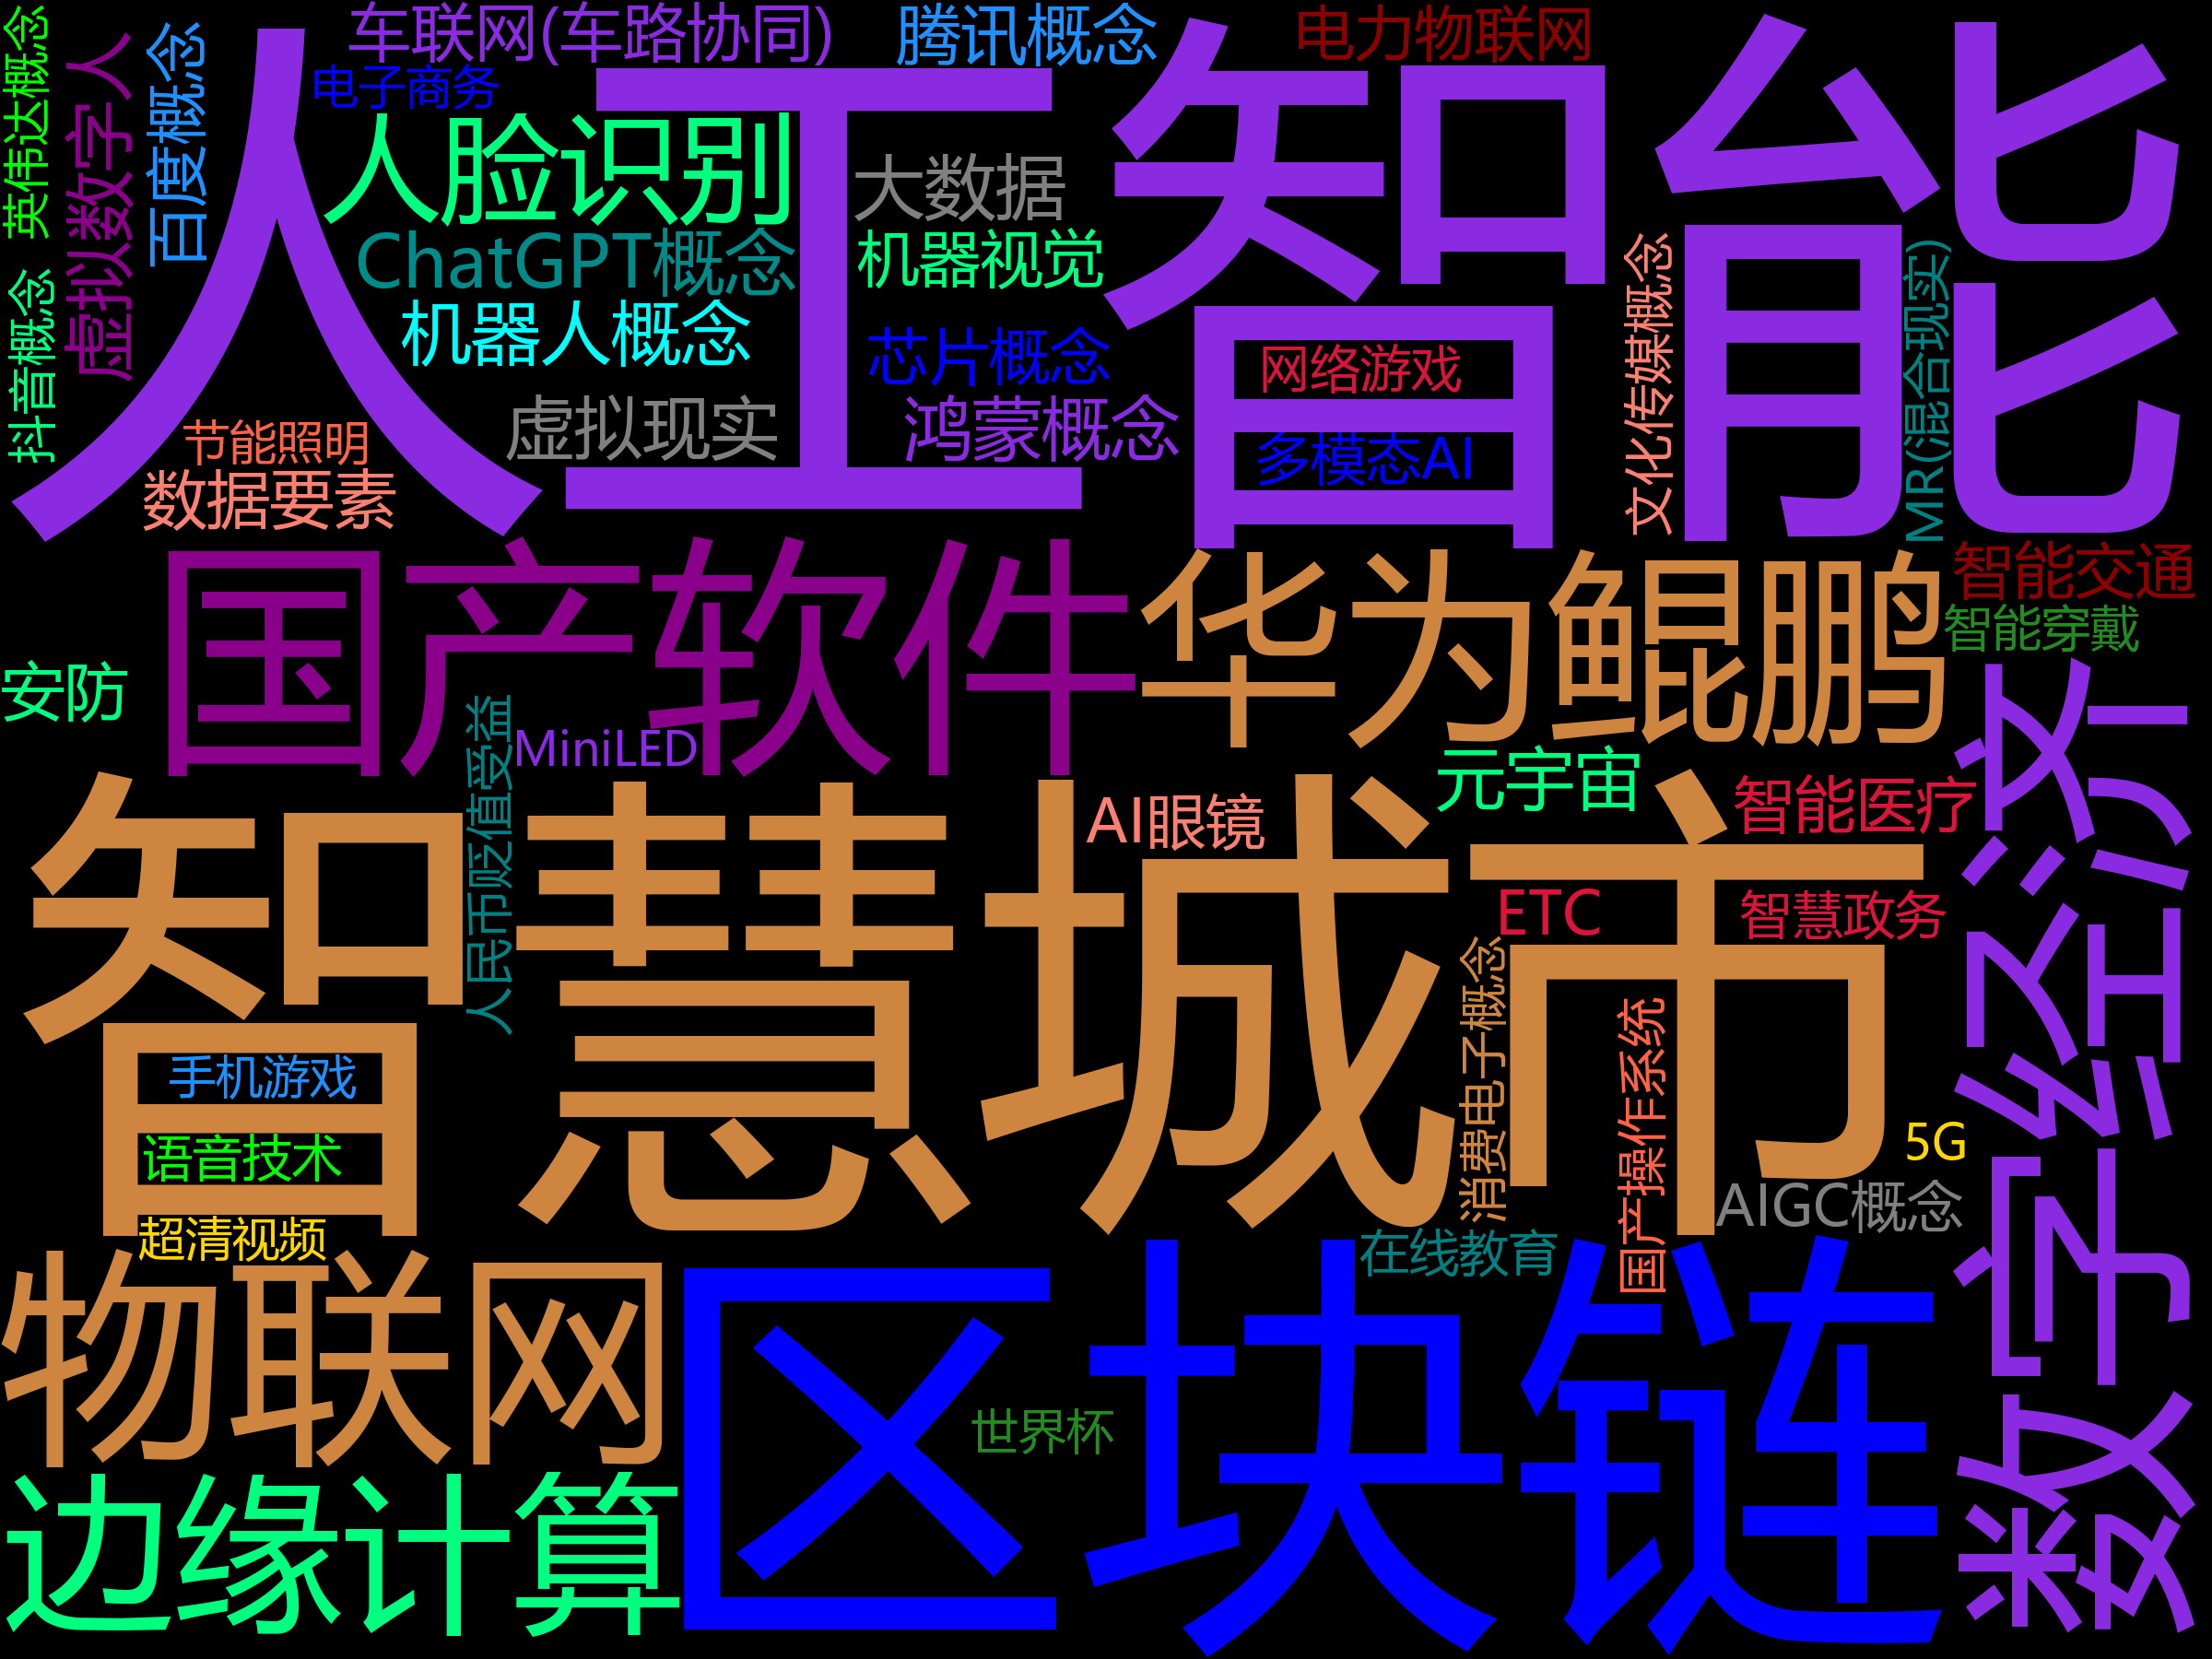 人工智能
车联网(车路协同)
腾讯概念
电力物联网
英伟达概念
虚拟数字人
百度概念
电子商务
人脸识别
大数据
ChatGPT概念
机器视觉
文化传媒概念
MR(混合现实)
抖音概念
机器人概念
芯片概念
网络游戏
节能照明
虚拟现实
鸿蒙概念
多模态AI
数据要素
国产软件
华为鲲鹏
智能交通
智能穿戴
安防
人民币贬值受益
MiniLED
元宇宙
数字经济
智慧城市
AI眼镜
智能医疗
ETC
智慧政务
消费电子概念
国产操作系统
手机游戏
语音技术
5G
AIGC概念
超清视频
在线教育
物联网
区块链
世界杯
边缘计算